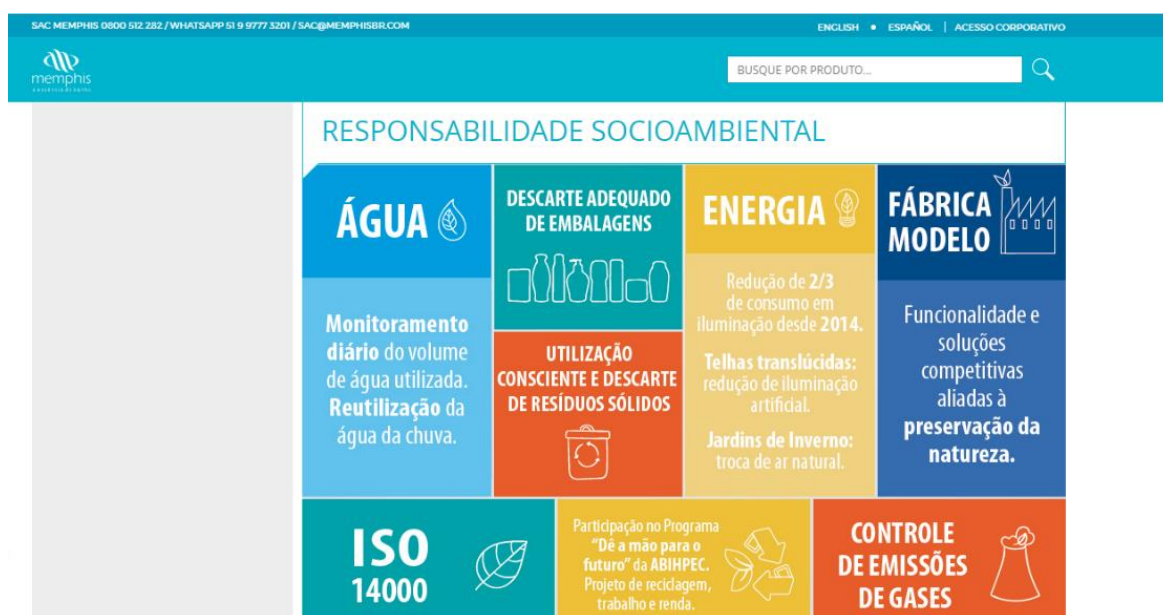 SAC MEMPHIS 0800 512 282 / WHATSAPP 51 9 9777 3201 / SAC@MEMPHISBR.COM
ENGLISH ▪ ESPAÑOL | ACESSO CORPORATIVO
memphis
BUSQUE POR PRODUTO...
RESPONSABILIDADE SOCIOAMBIENTAL
ÁGUA
Monitoramento
diário do volume
de água utilizada.
Reutilização da
água da chuva.
DESCARTE ADEQUADO
DE EMBALAGENS
UTILIZAÇÃO
CONSCIENTE E DESCARTE
DE RESÍDUOS SÓLIDOS
ENERGIA
Redução de 2/3
de consumo em
iluminação desde 2014.
Telhas translúcidas:
redução de iluminação
artificial.
Jardins de Inverno:
troca de ar natural.
FÁBRICA
MODELO
Funcionalidade e
soluções
competitivas
aliadas à
preservação da
natureza.
ISO
14000
Participação no Programa
“Dê a mão para o
futuro” da ABIHPEC.
Projeto de reciclagem,
trabalho e renda.
CONTROLE
DE EMISSÕES
DE GASES